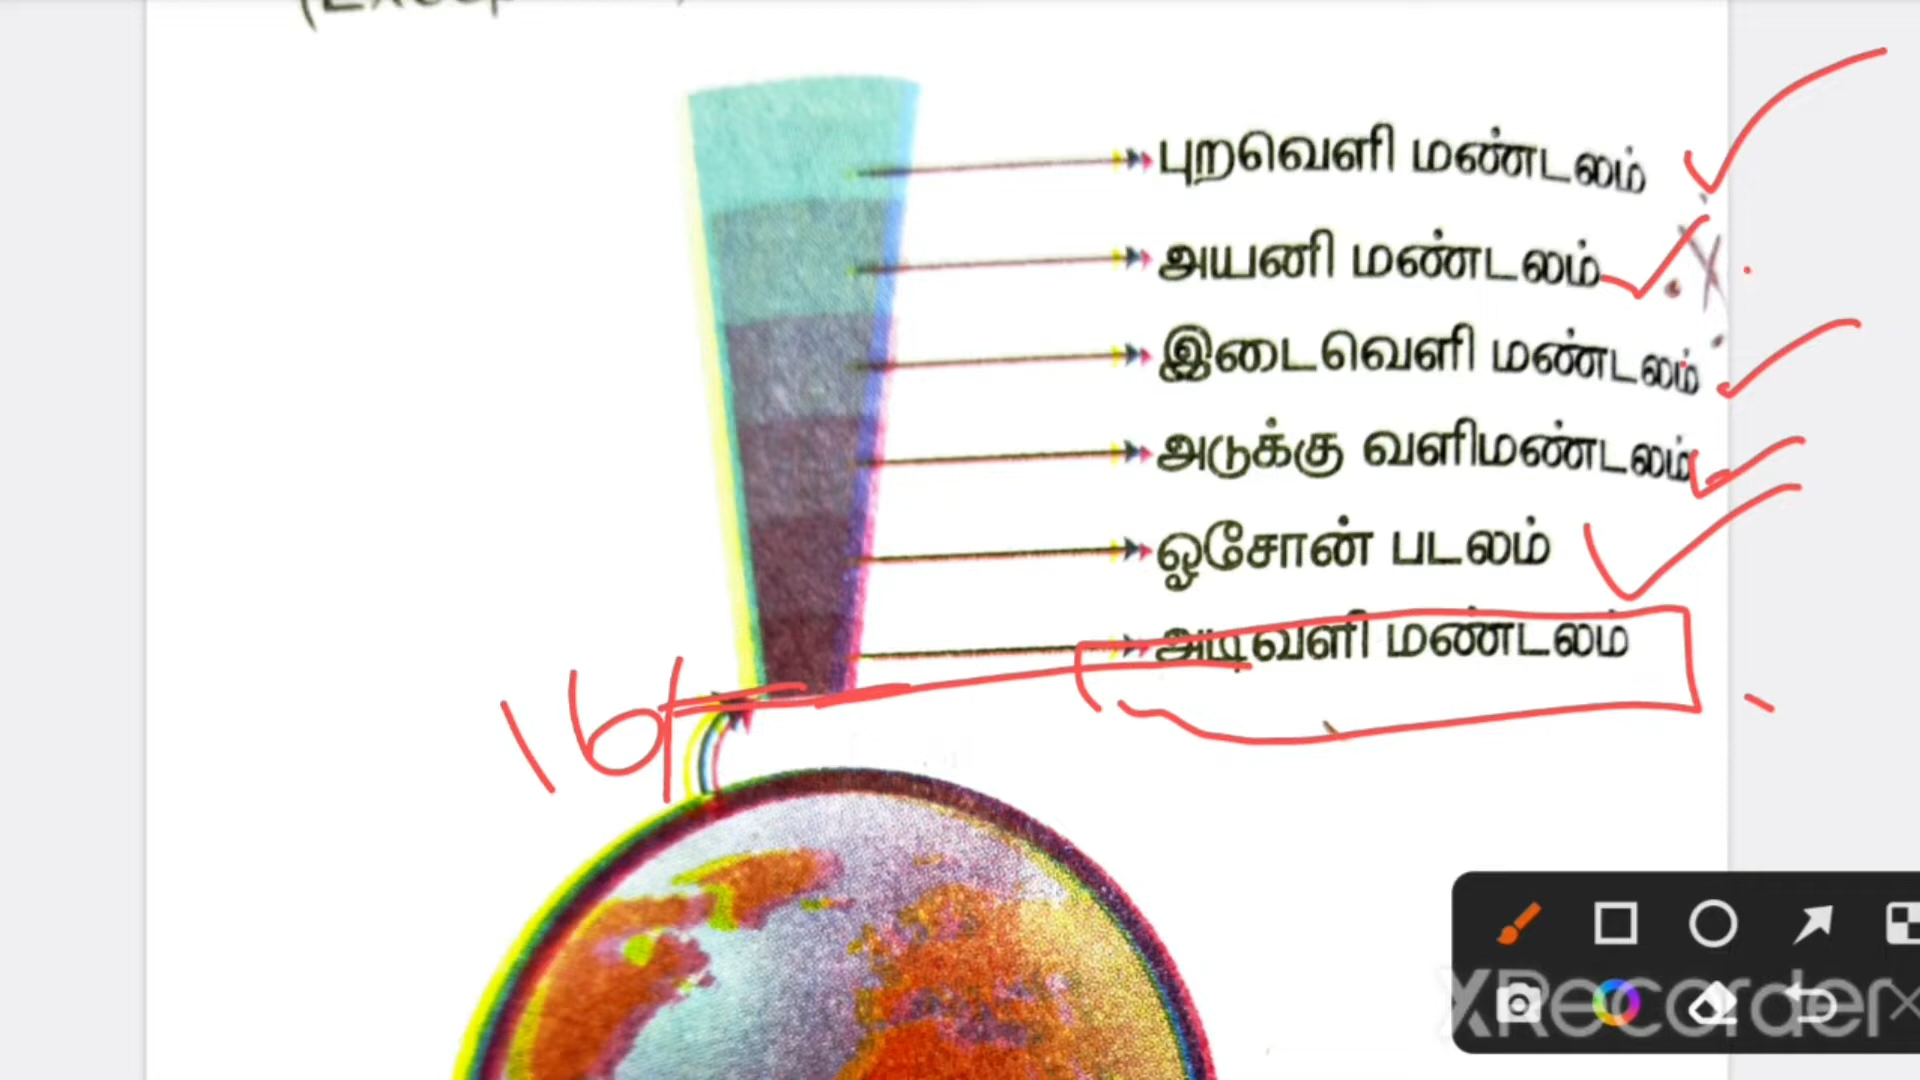 புறவெளி மண்டலம்
அயனி மண்டலம்
இடைவெளி மண்டலம்
அடுக்கு வளிமண்டலம்
ஓசோன் படலம்
அடிவளி மண்டலம்
16
XRecorder